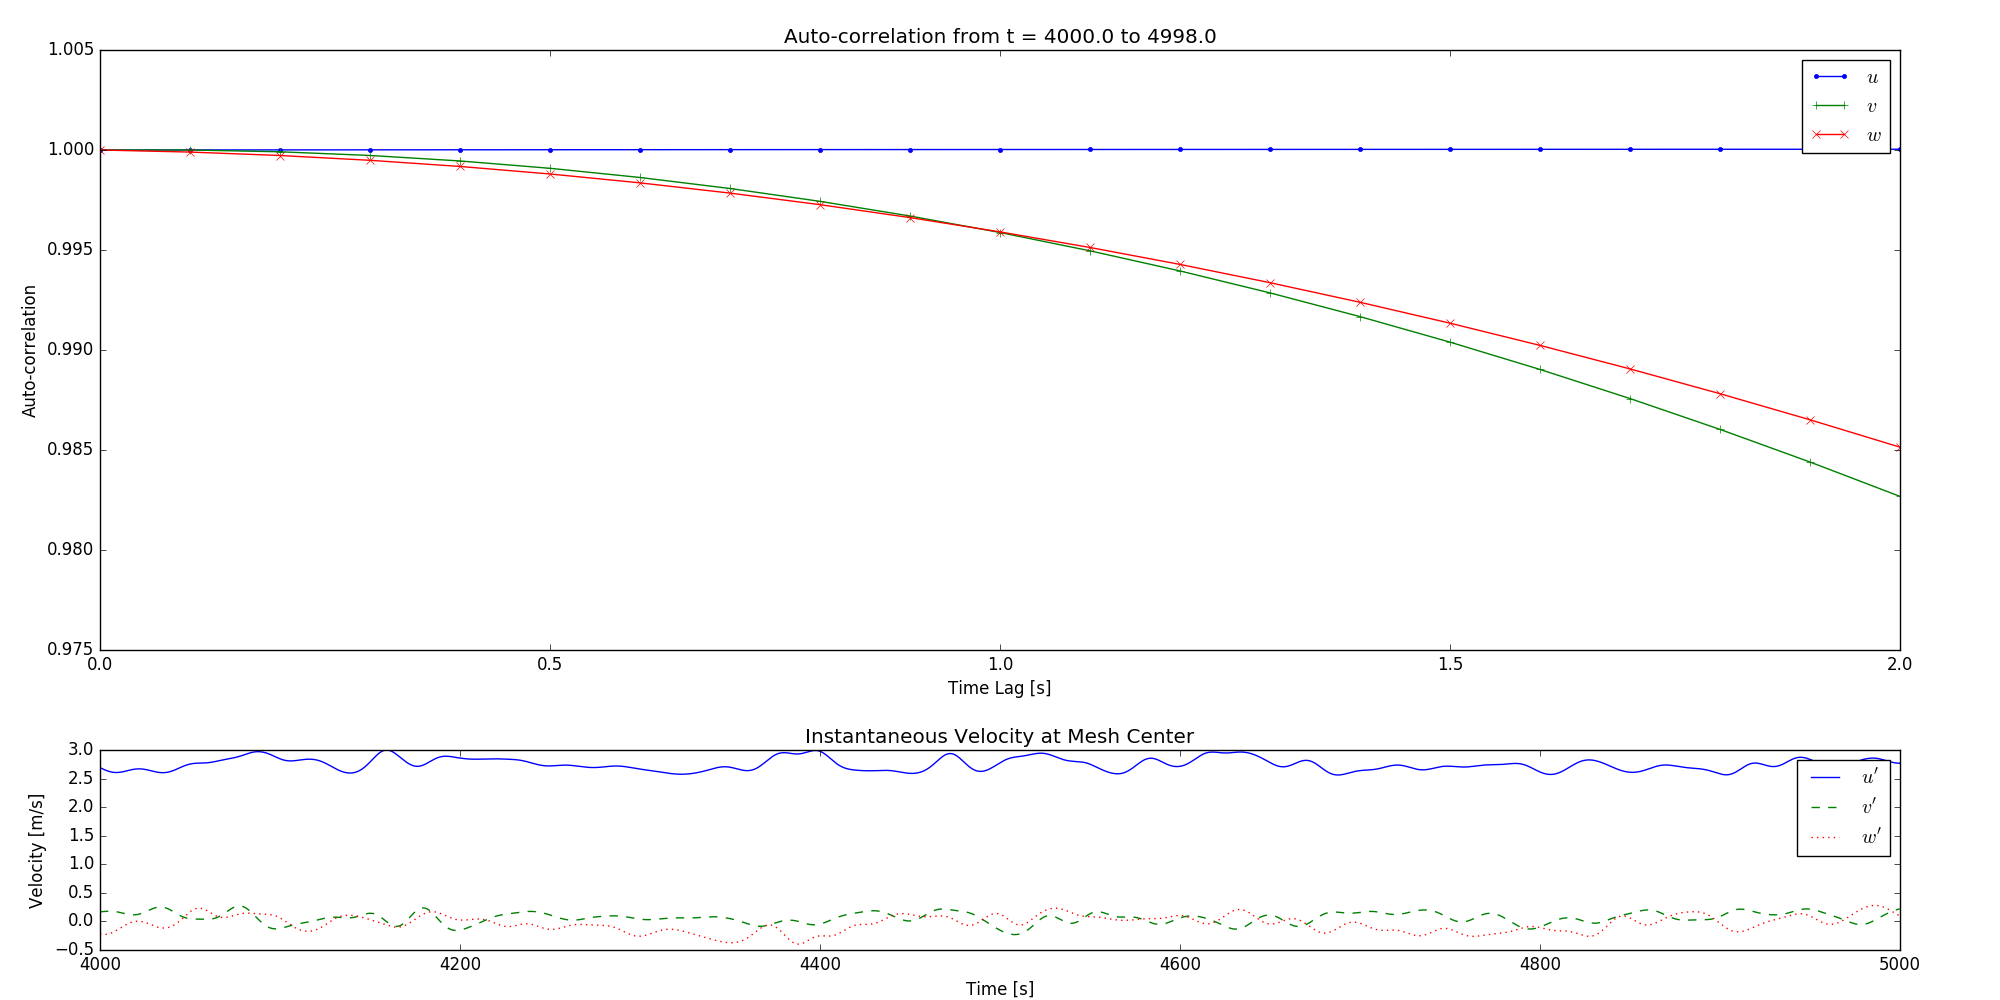 Auto-correlation from t = 4000.0 to 4998.0
1.005
1.000
0.995
0.990
0.985
0.980
0.975
Auto-correlation
u
v
w
0.0 0.5 1.0 1.5 2.0
Time Lag [s]
Instantaneous Velocity at Mesh Center
3.0
2.5
2.0
1.5
1.0
0.5
0.0
−0.5
Velocity [m/s]
u′
v′
w′
4000 4200 4400 4600 4800 5000
Time [s]